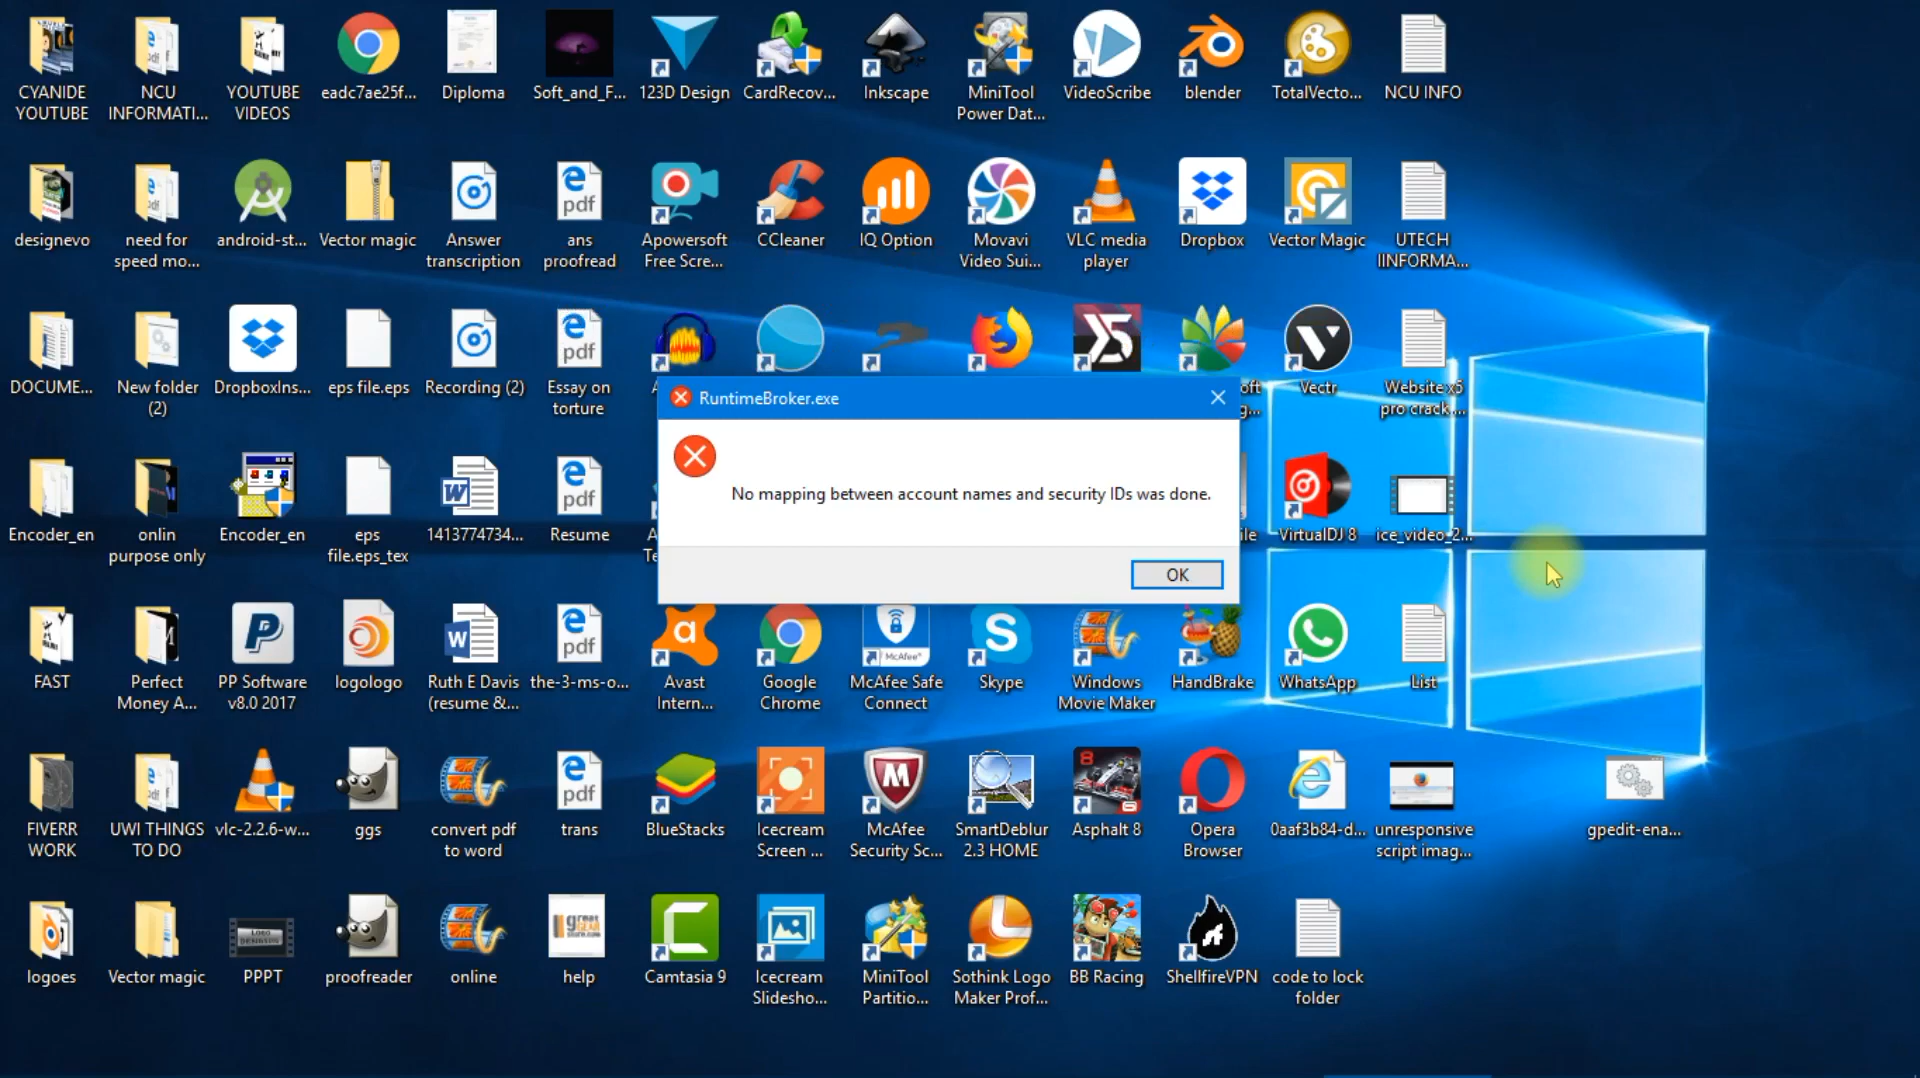 CYANIDE
YOUTUBE
NCU
INFORMATI...
YOUTUBE
VIDEOS
eadc7ae25f...
Diploma
Soft_and_F...
123D Design
CardRecov...
Inkscape
MiniTool
Power Dat...
VideoScribe
blender
TotalVecto...
NCU INFO
designevo
need for
speed mo...
android-st...
Vector magic
Answer
transcription
pdf
ans
proofread
Apowersoft
Free Scre...
CCleaner
IQ Option
Movavi
Video Sui...
VLC media
player
Dropbox
Vector Magic
UTECH
IINFORMA...
DOCUME...
New folder
(2)
DropboxIns...
eps file.eps
Recording (2)
pdf
Essay on
torture
Vectr
Website x5
pro crack....
RuntimeBroker.exe
No mapping between account names and security IDs was done.
OK
Encoder_en
onlin
purpose only
Encoder_en
eps
file.eps_tex
1413774734...
pdf
Resume
VirtualDJ 8
ice_video_2...
FAST
Perfect
Money A...
PP Software
v8.0 2017
logologo
Ruth E Davis
(resume &...
pdf
the-3-ms-o...
Avast
Intern...
Google
Chrome
McAfee
McAfee Safe
Connect
Skype
Windows
Movie Maker
HandBrake
WhatsApp
List
FIVERR
WORK
UWI THINGS
TO DO
vlc-2.2.6-w...
ggs
convert pdf
to word
pdf
trans
BlueStacks
Icecream
Screen ...
McAfee
Security Sc...
SmartDeblur
2.3 HOME
Asphalt 8
Opera
Browser
0aaf3b84-d...
unresponsive
script imag...
gpedit-ena...
logoes
Vector magic
PPPT
proofreader
online
help
Camtasia 9
Icecream
Slidesho...
MiniTool
Partitio...
Sothink Logo
Maker Prof...
BB Racing
ShellfireVPN
code to lock
folder